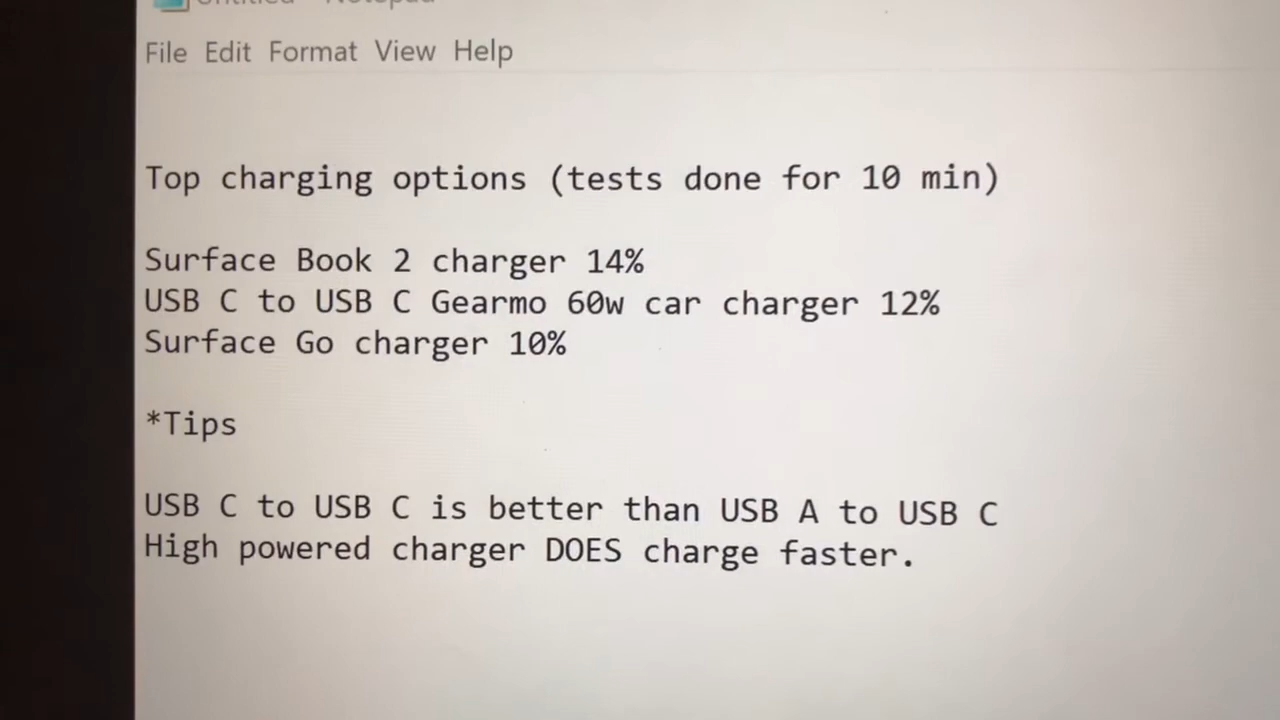 File Edit Format View Help
Top charging options (tests done for 10 min)
Surface Book 2 charger 14%
USB C to USB C Gearmo 60w car charger 12%
Surface Go charger 10%
*Tips
USB C to USB C is better than USB A to USB C
High powered charger DOES charge faster.